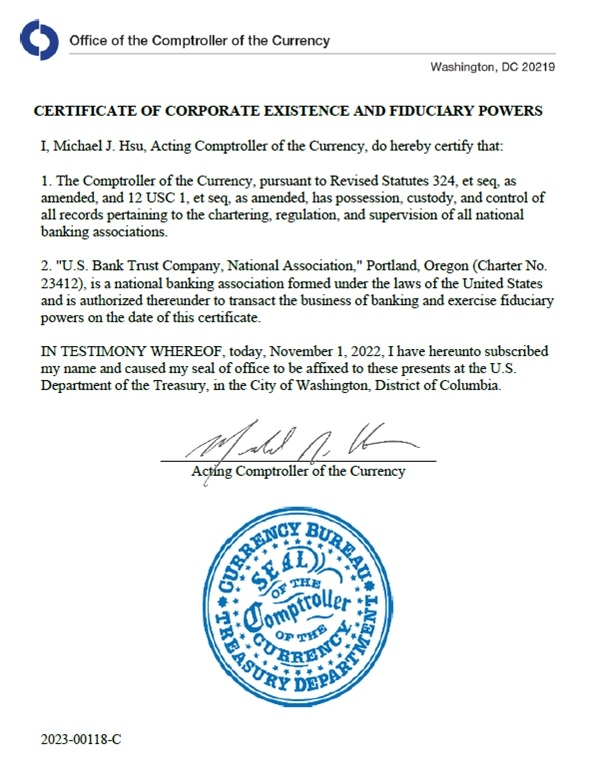 Office of the Comptroller of the Currency
Washington, DC 20219
CERTIFICATE OF CORPORATE EXISTENCE AND FIDUCIARY POWERS
I, Michael J. Hsu, Acting Comptroller of the Currency, do hereby certify that:
1. The Comptroller of the Currency, pursuant to Revised Statutes 324, et seq, as
amended, and 12 USC 1, et seq, as amended, has possession, custody, and control of
all records pertaining to the chartering, regulation, and supervision of all national
banking associations.
2. "U.S. Bank Trust Company, National Association," Portland, Oregon (Charter No.
23412), is a national banking association formed under the laws of the United States
and is authorized thereunder to transact the business of banking and exercise fiduciary
powers on the date of this certificate.
IN TESTIMONY WHEREOF, today, November 1, 2022, I have hereunto subscribed
my name and caused my seal of office to be affixed to these presents at the U.S.
Department of the Treasury, in the City of Washington, District of Columbia.
Acting Comptroller of the Currency
CURRENCY BUREAU
SEAL
OF THE
Comptroller
OF THE
CURRENCY
TREASURY DEPARTMENT
2023-00118-C